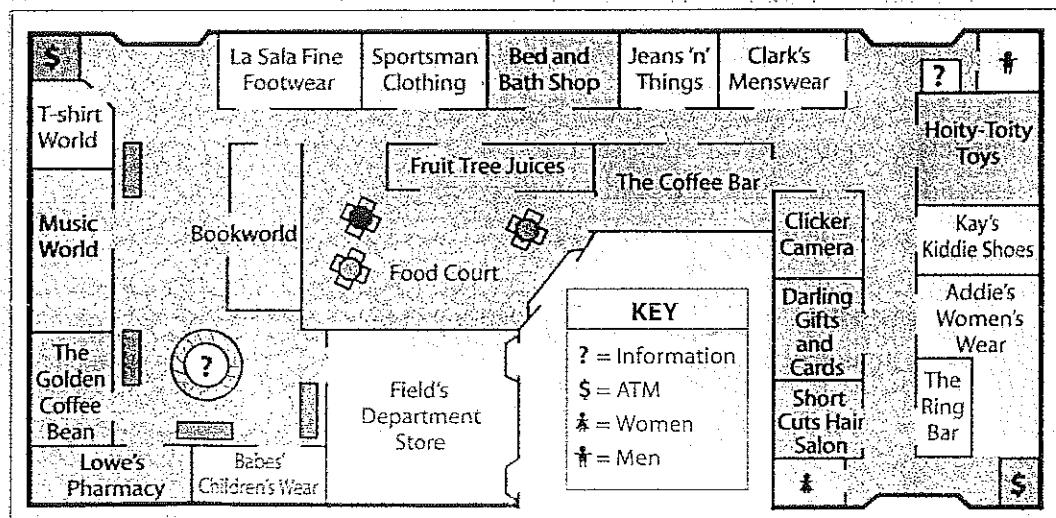 $
La Sala Fine
Footwear
Sportsman
Clothing
Bed and
Bath Shop
Jeans 'n'
Things
Clark's
Menswear
?
T-shirt
World
Hoity-Toity
Toys
Fruit Tree Juices
The Coffee Bar
Music
World
Bookworld
Clicker
Camera
Kay's
Kiddie Shoes
Food Court
Darling
Gifts
and
Cards
Addie's
Women's
Wear
KEY
? = Information
$ = ATM
= Women
= Men
The
Golden
Coffee
Bean
?
Field's
Department
Store
Short
Cuts Hair
Salon
The
Ring
Bar
Lowe's
Pharmacy
Babes'
Children's Wear
$